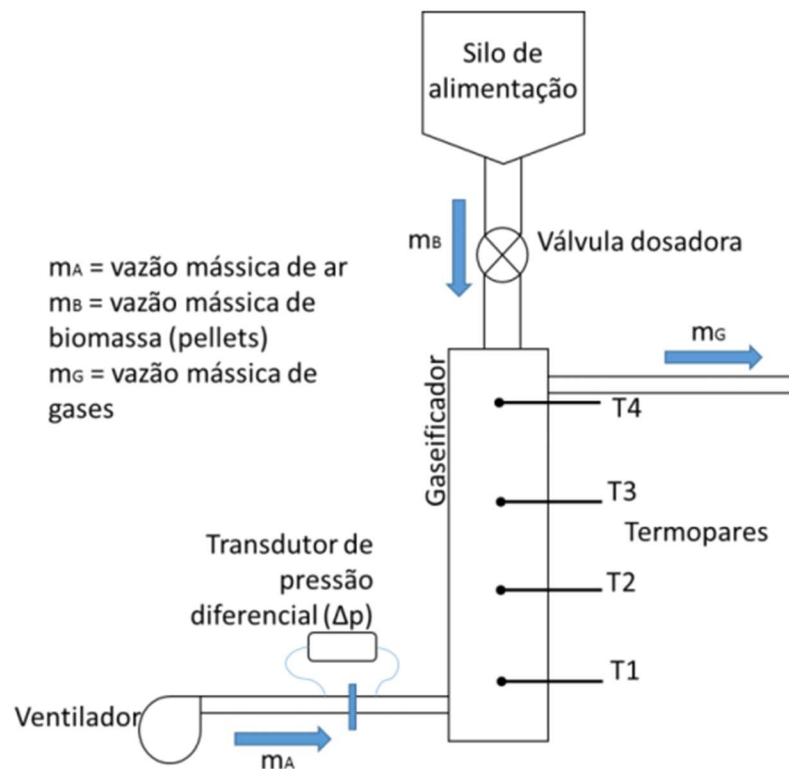 Silo de
alimentação
mB
Válvula dosadora
mA = vazão mássica de ar
mB = vazão mássica de
biomassa (pellets)
mG = vazão mássica de
gases
mG
Gaseificador
T4
T3
Termopares
Transdutor de
pressão
diferencial (Δp)
T2
T1
Ventilador
mA